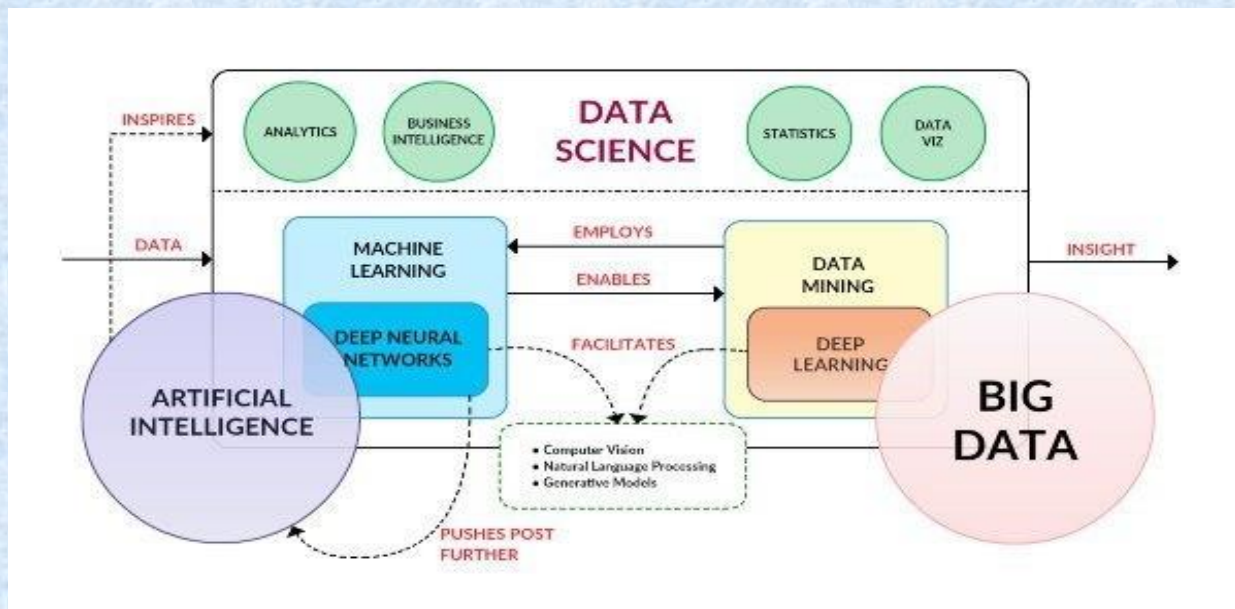 INSPIRES
ANALYTICS
BUSINESS
INTELLIGENCE
DATA
SCIENCE
STATISTICS
DATA
VIZ
DATA
MACHINE
LEARNING
EMPLOYS
ENABLES
DATA
MINING
INSIGHT
DEEP NEURAL
NETWORKS
FACILITATES
DEEP
LEARNING
ARTIFICIAL
INTELLIGENCE
BIG
DATA
• Computer Vision
• Natural Language Processing
• Generative Models
PUSHES POST
FURTHER